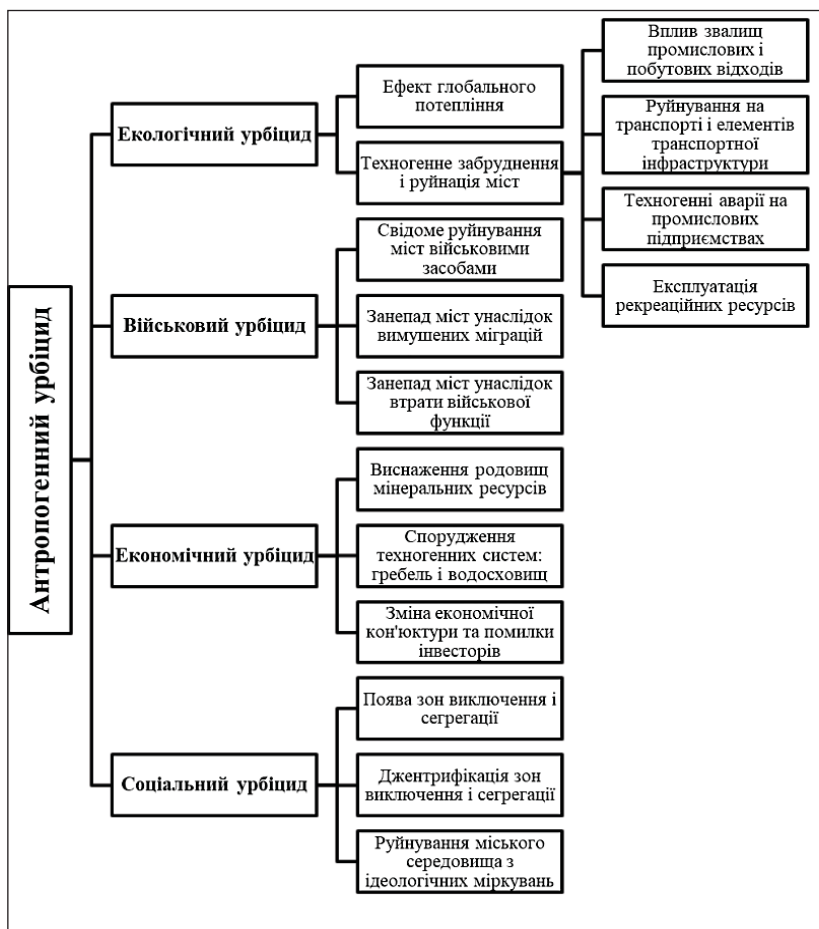 Антропогенний урбіцид
Екологічний урбіцид
Ефект глобального
потепління
Техногенне забруднення
і руйнація міст
Вплив звалищ
промислових і
побутових відходів
Руйнування на
транспорті і елементів
транспортної
інфраструктури
Техногенні аварії на
промислових
підприємствах
Експлуатація
рекреаційних ресурсів
Військовий урбіцид
Свідоме руйнування
міст військовими
засобами
Занепад міст унаслідок
вимушених міграцій
Занепад міст унаслідок
втрати військової
функції
Економічний урбіцид
Виснаження родовищ
мінеральних ресурсів
Спорудження
техногенних систем:
гребель і водосховищ
Зміна економічної
кон'юктури та помилки
інвесторів
Соціальний урбіцид
Поява зон виключення і
сегрегації
Джентрифікація зон
виключення і сегрегації
Руйнування міського
середовища з
ідеологічних міркувань